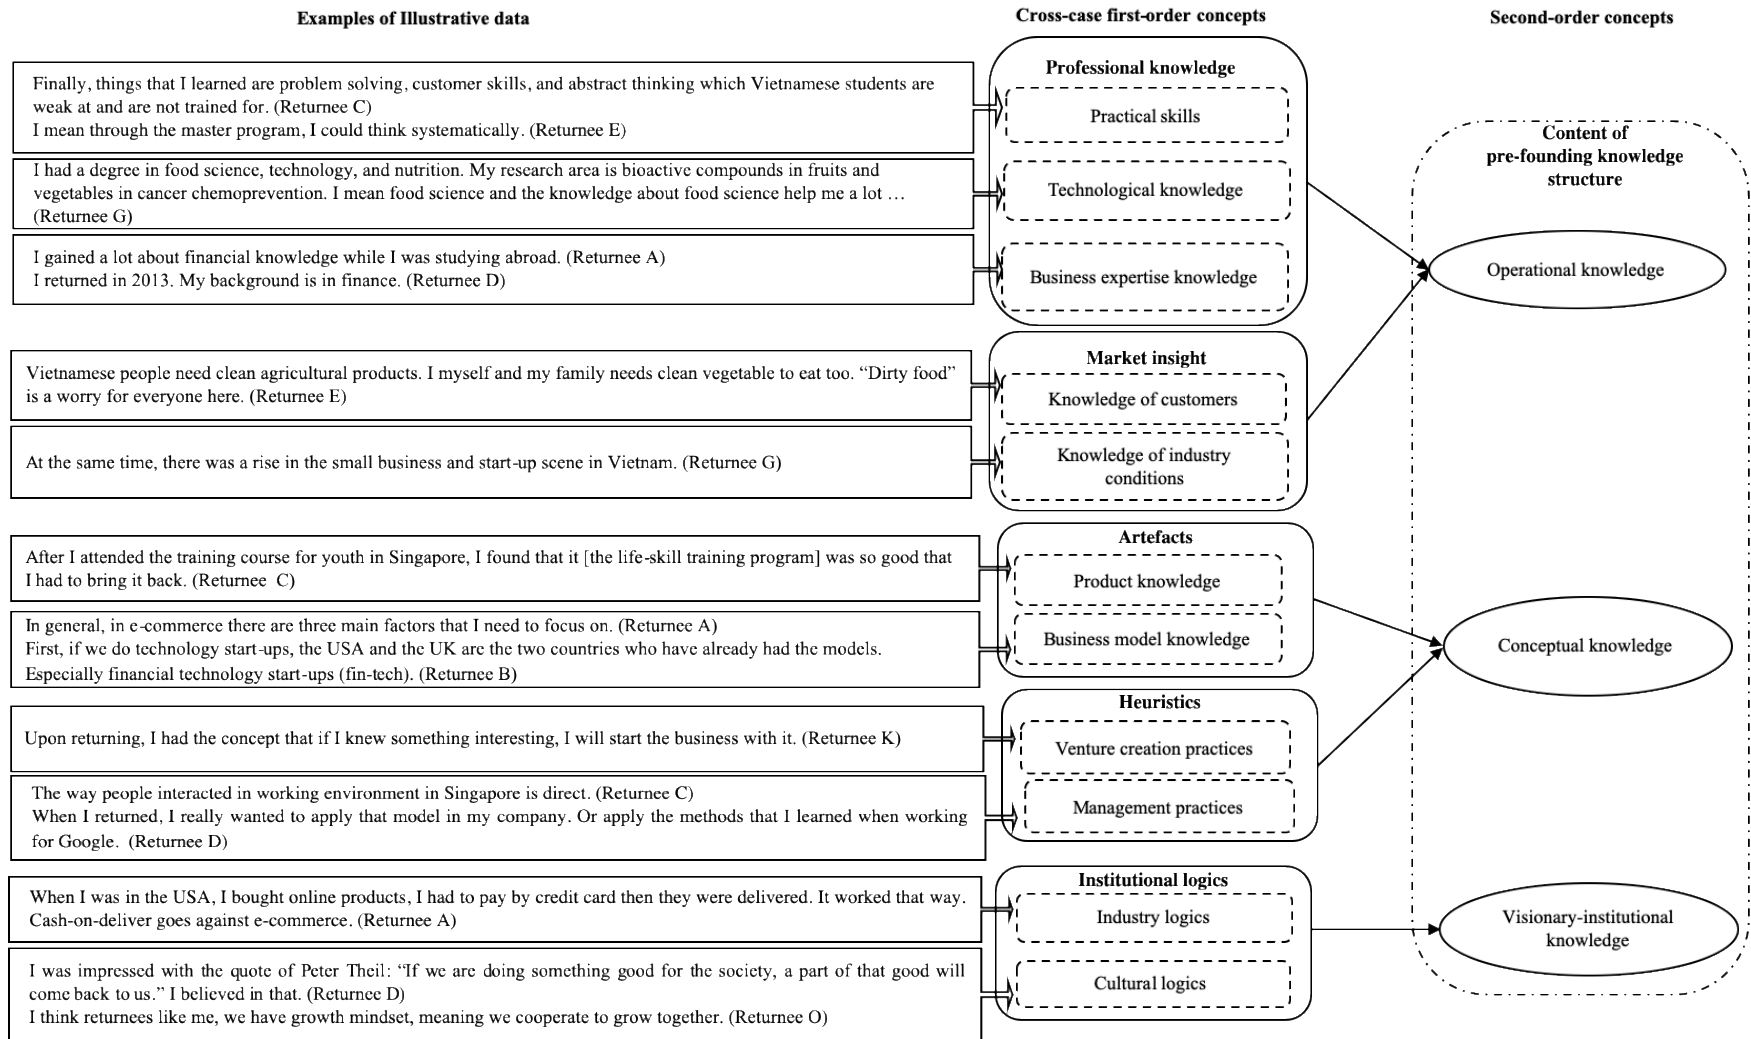 Examples of Illustrative data
Cross-case first-order concepts
Second-order concepts
Finally, things that I learned are problem solving, customer skills, and abstract thinking which Vietnamese students are
weak at and are not trained for. (Returnee C)
I mean through the master program, I could think systematically. (Returnee E)
I had a degree in food science, technology, and nutrition. My research area is bioactive compounds in fruits and
vegetables in cancer chemoprevention. I mean food science and the knowledge about food science help me a lot …
(Returnee G)
I gained a lot about financial knowledge while I was studying abroad. (Returnee A)
I returned in 2013. My background is in finance. (Returnee D)
Vietnamese people need clean agricultural products. I myself and my family needs clean vegetable to eat too. “Dirty food”
is a worry for everyone here. (Returnee E)
At the same time, there was a rise in the small business and start-up scene in Vietnam. (Returnee G)
After I attended the training course for youth in Singapore, I found that it [the life-skill training program] was so good that
I had to bring it back. (Returnee C)
In general, in e-commerce there are three main factors that I need to focus on. (Returnee A)
First, if we do technology start-ups, the USA and the UK are the two countries who have already had the models.
Especially financial technology start-ups (fin-tech). (Returnee B)
Upon returning, I had the concept that if I knew something interesting, I will start the business with it. (Returnee K)
The way people interacted in working environment in Singapore is direct. (Returnee C)
When I returned, I really wanted to apply that model in my company. Or apply the methods that I learned when working
for Google. (Returnee D)
When I was in the USA, I bought online products, I had to pay by credit card then they were delivered. It worked that way.
Cash-on-deliver goes against e-commerce. (Returnee A)
I was impressed with the quote of Peter Theil: “If we are doing something good for the society, a part of that good will
come back to us.” I believed in that. (Returnee D)
I think returnees like me, we have growth mindset, meaning we cooperate to grow together. (Returnee O)
Professional knowledge
Practical skills
Technological knowledge
Business expertise knowledge
Market insight
Knowledge of customers
Knowledge of industry
conditions
Artefacts
Product knowledge
Business model knowledge
Heuristics
Venture creation practices
Management practices
Institutional logics
Industry logics
Cultural logics
Content of
pre-founding knowledge
structure
Operational knowledge
Conceptual knowledge
Visionary-institutional
knowledge